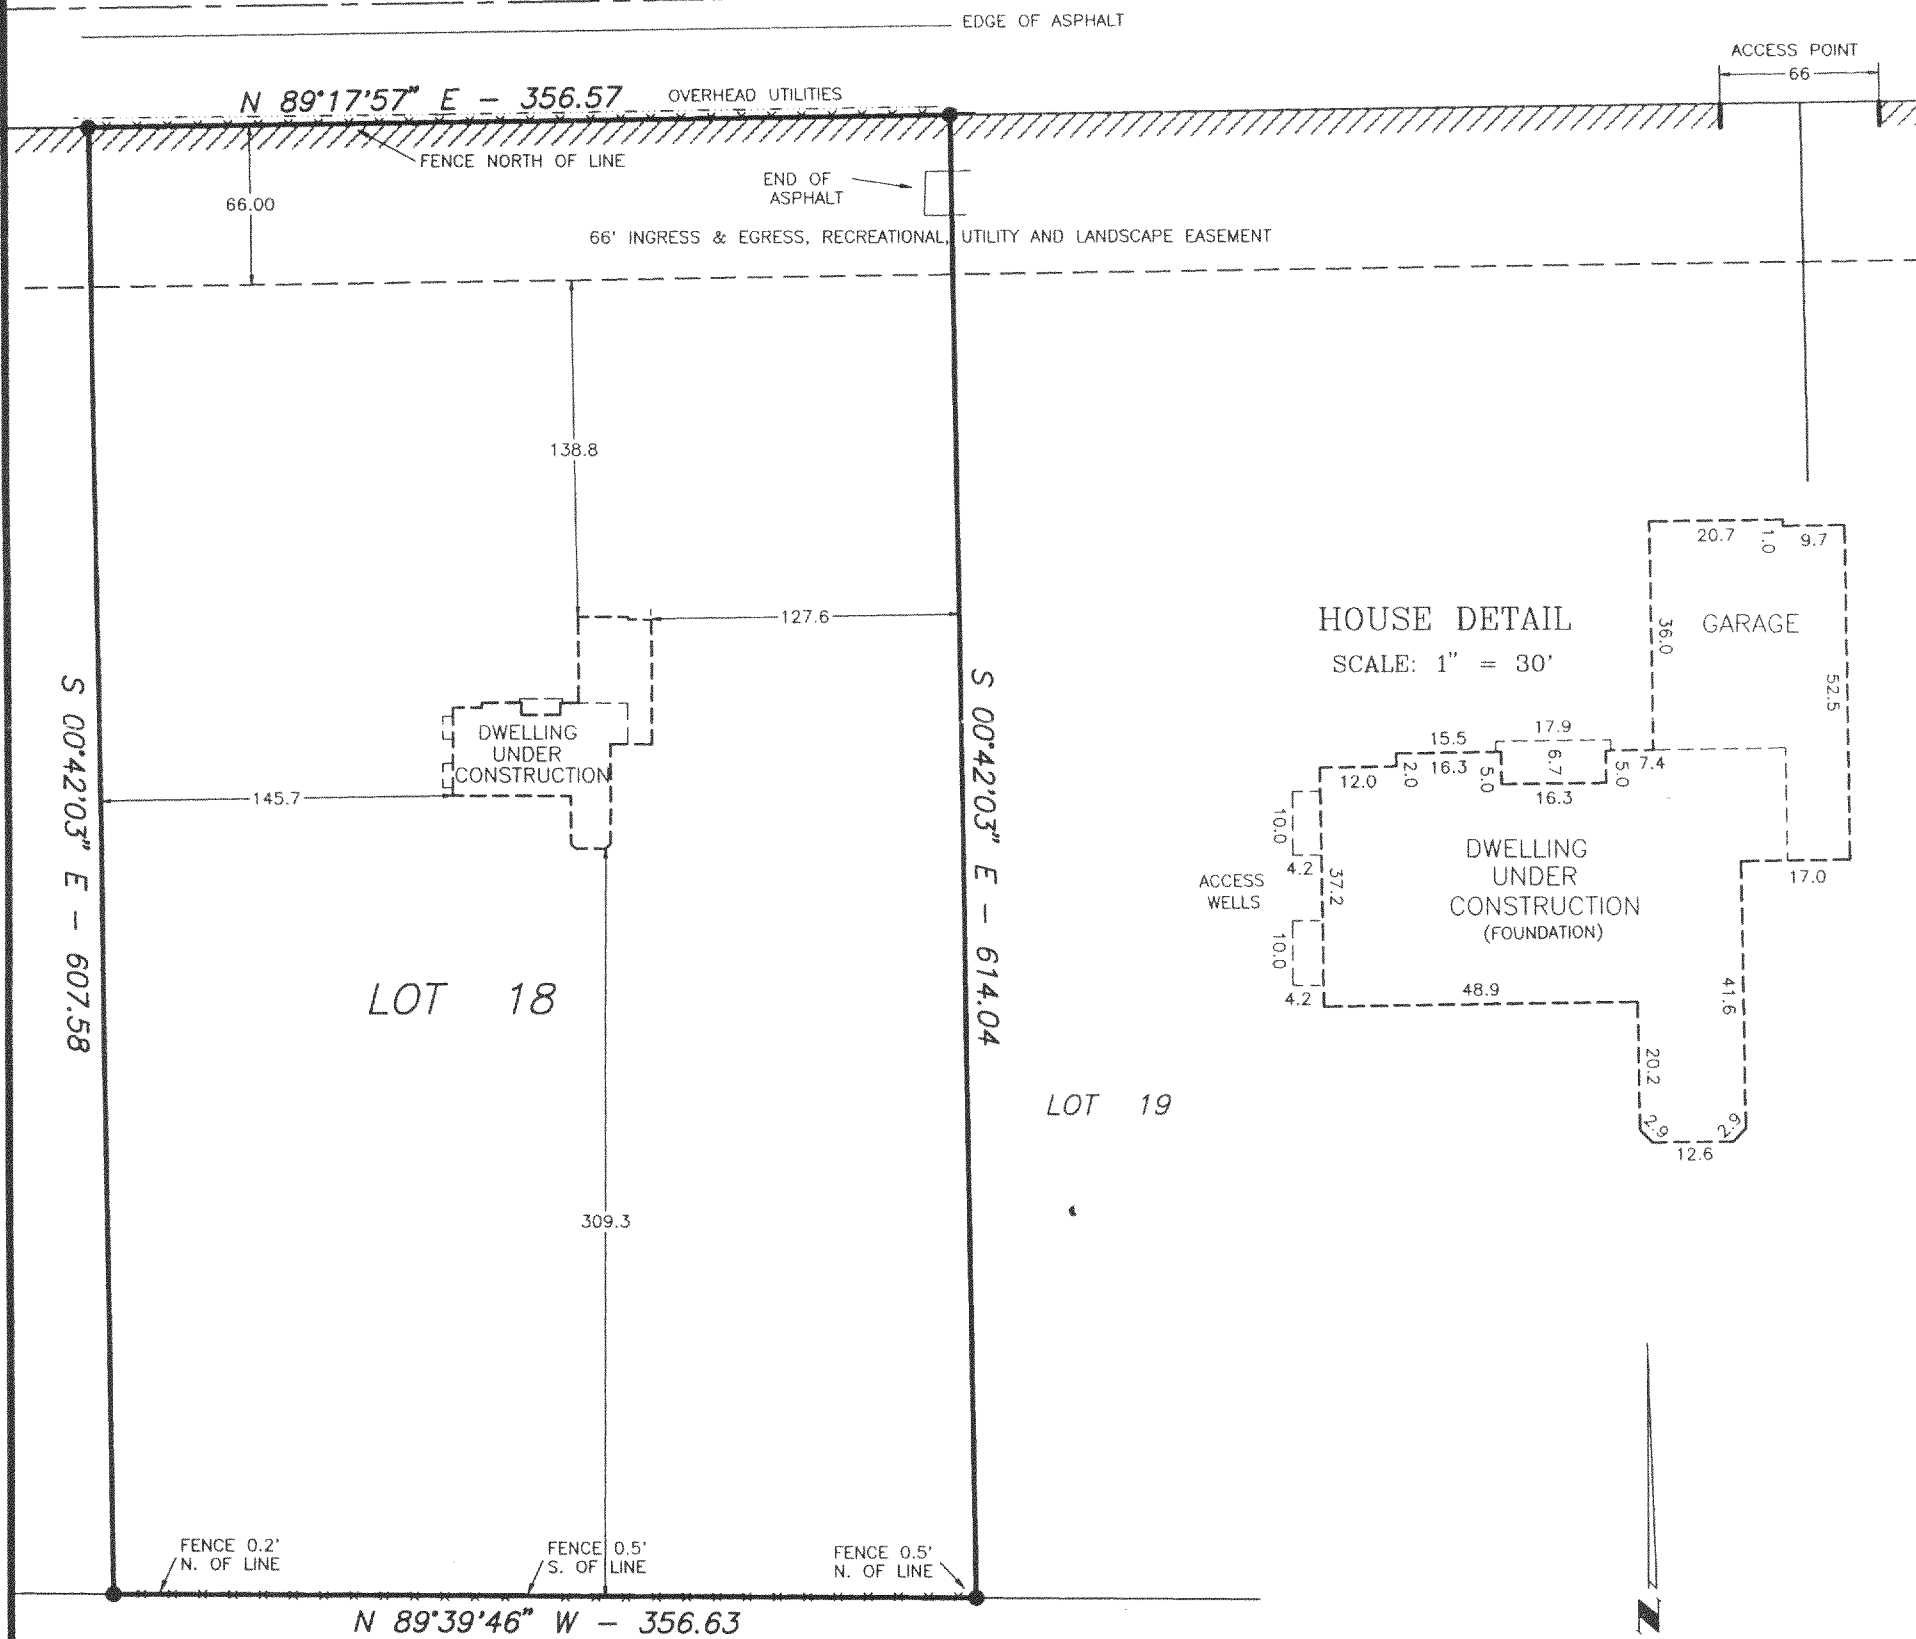 EDGE OF ASPHALT
ACCESS POINT
66
N 89°17'57" E - 356.57
OVERHEAD UTILITIES
FENCE NORTH OF LINE
END OF
ASPHALT
66.00
66' INGRESS & EGRESS, RECREATIONAL, UTILITY AND LANDSCAPE EASEMENT
138.8
127.6
145.7
DWELLING
UNDER
CONSTRUCTION
S 00°42'03" E - 607.58
S 00°42'03" E - 614.04
LOT 18
309.3
HOUSE DETAIL
SCALE: 1" = 30'
20.7
1.0
9.7
GARAGE
36.0
52.5
17.9
15.5
16.3
12.0
2.0
5.0
6.7
5.0
7.4
16.3
10.0
4.2
37.2
ACCESS
WELLS
10.0
4.2
DWELLING
UNDER
CONSTRUCTION
(FOUNDATION)
17.0
48.9
41.6
20.2
2.9
2.9
12.6
LOT 19
FENCE 0.2'
N. OF LINE
FENCE 0.5'
S. OF LINE
FENCE 0.5'
N. OF LINE
N 89°39'46" W - 356.63
N